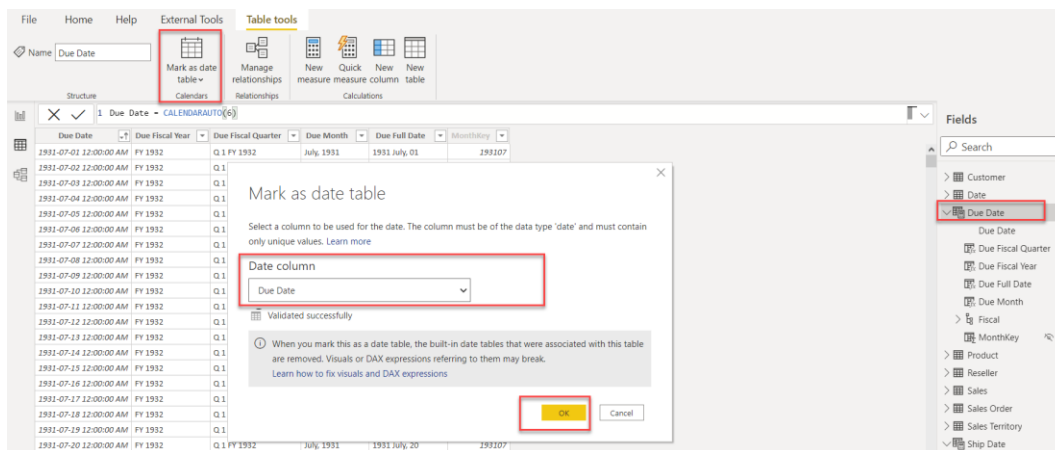 File Home Help External Tools Table tools
Name Due Date
Mark as date table
Manage relationships
New measure
Quick measure
New column
New table
Structure Calendars Relationships Calculations
1 Due Date = CALENDARAUTO(6)
Due Date Due Fiscal Year Due Fiscal Quarter Due Month Due Full Date MonthKey
1931-07-01 12:00:00 AM FY 1932 Q 1 FY 1932 July, 1931 1931 July, 01 193107
1931-07-02 12:00:00 AM FY 1932 Q 1
1931-07-03 12:00:00 AM FY 1932 Q 1
1931-07-04 12:00:00 AM FY 1932 Q 1
1931-07-05 12:00:00 AM FY 1932 Q 1
1931-07-06 12:00:00 AM FY 1932 Q 1
1931-07-07 12:00:00 AM FY 1932 Q 1
1931-07-08 12:00:00 AM FY 1932 Q 1
1931-07-09 12:00:00 AM FY 1932 Q 1
1931-07-10 12:00:00 AM FY 1932 Q 1
1931-07-11 12:00:00 AM FY 1932 Q 1
1931-07-12 12:00:00 AM FY 1932 Q 1
1931-07-13 12:00:00 AM FY 1932 Q 1
1931-07-14 12:00:00 AM FY 1932 Q 1
1931-07-15 12:00:00 AM FY 1932 Q 1
1931-07-16 12:00:00 AM FY 1932 Q 1
1931-07-17 12:00:00 AM FY 1932 Q 1
1931-07-18 12:00:00 AM FY 1932 Q 1
1931-07-19 12:00:00 AM FY 1932 Q 1
1931-07-20 12:00:00 AM FY 1932 Q 1 FY 1932 July, 1931 1931 July, 20 193107
Mark as date table
Select a column to be used for the date. The column must be of the data type 'date' and must contain
only unique values. Learn more
Date column
Due Date
Validated successfully
When you mark this as a date table, the built-in date tables that were associated with this table
are removed. Visuals or DAX expressions referring to them may break.
Learn how to fix visuals and DAX expressions
OK Cancel
Fields
Search
Customer
Date
Due Date
Due Date
Due Fiscal Quarter
Due Fiscal Year
Due Full Date
Due Month
Fiscal
MonthKey
Product
Reseller
Sales
Sales Order
Sales Territory
Ship Date